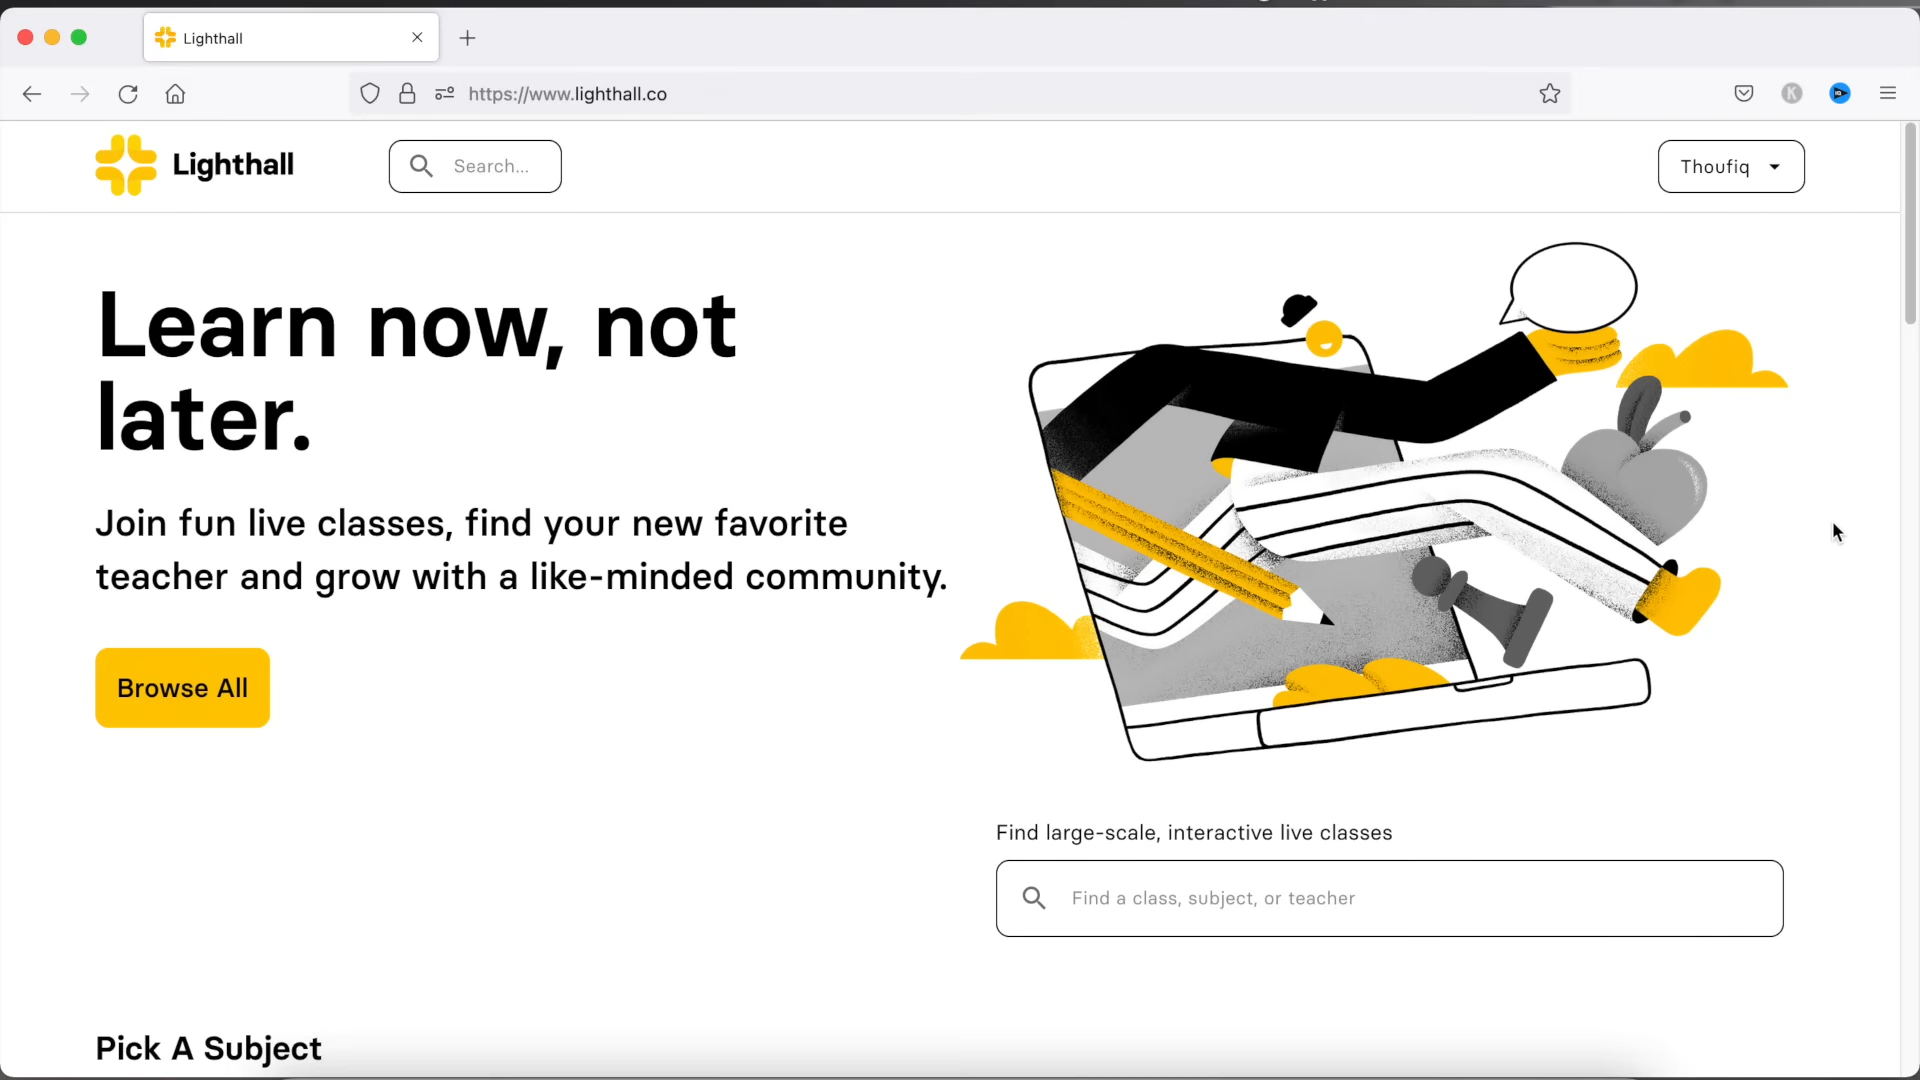 Lighthall
https://www.lighthall.co
Lighthall
Search...
Thoufiq
Learn now, not
later.
Join fun live classes, find your new favorite
teacher and grow with a like-minded community.
Browse All
Find large-scale, interactive live classes
Find a class, subject, or teacher
Pick A Subject